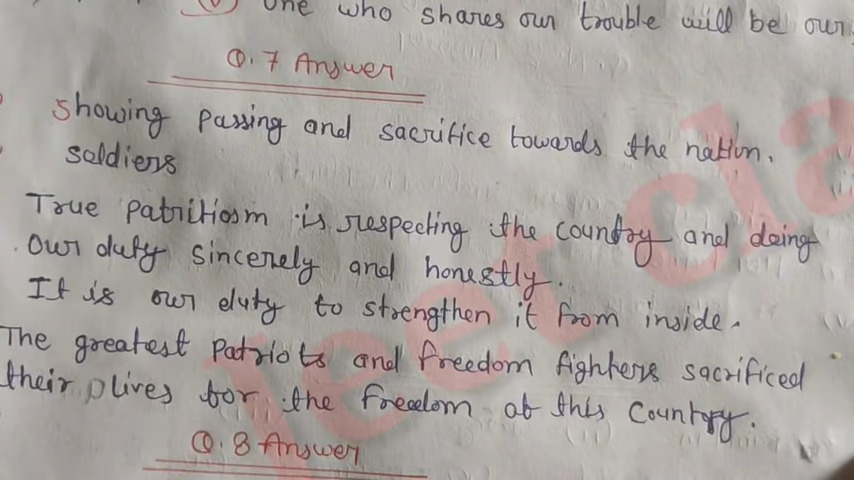 (v) One who shares our trouble will be our
Q.7 Answer
Showing passing and sacrifice towards the nation.
soldiers
True patritiosm is respecting the country and doing
our duty sincerely and honestly.
It is our duty to strengthen it from inside.
The greatest patriots and freedom fighters sacrificed
their lives for the freedom of this country.
Q.8 Answer